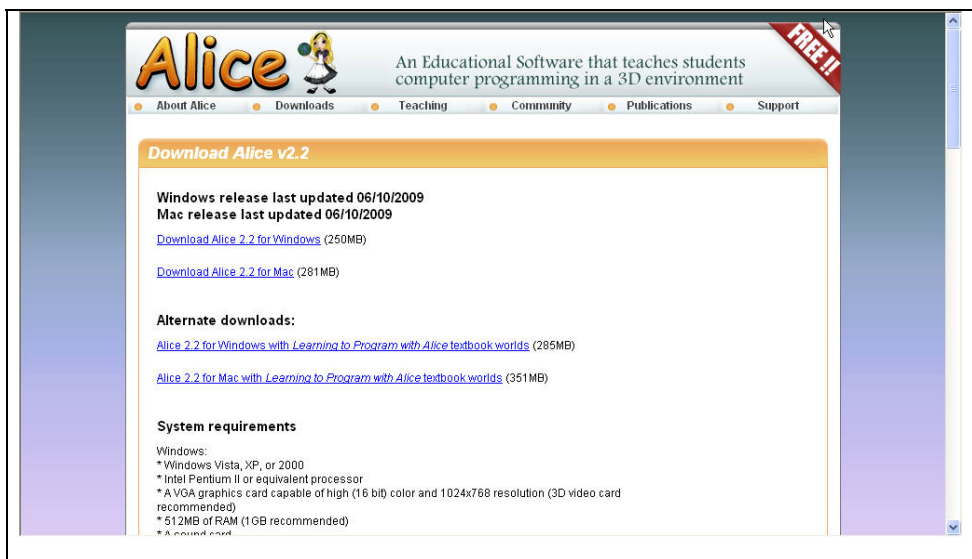 Alice
FREE !!
An Educational Software that teaches students
computer programming in a 3D environment
About Alice Downloads Teaching Community Publications Support
Download Alice v2.2
Windows release last updated 06/10/2009
Mac release last updated 06/10/2009
Download Alice 2.2 for Windows (250MB)
Download Alice 2.2 for Mac (281MB)
Alternate downloads:
Alice 2.2 for Windows with Learning to Program with Alice textbook worlds (285MB)
Alice 2.2 for Mac with Learning to Program with Alice textbook worlds (351MB)
System requirements
Windows:
* Windows Vista, XP, or 2000
* Intel Pentium II or equivalent processor
* A VGA graphics card capable of high (16 bit) color and 1024x768 resolution (3D video card
recommended)
* 512MB of RAM (1GB recommended)
* A sound card